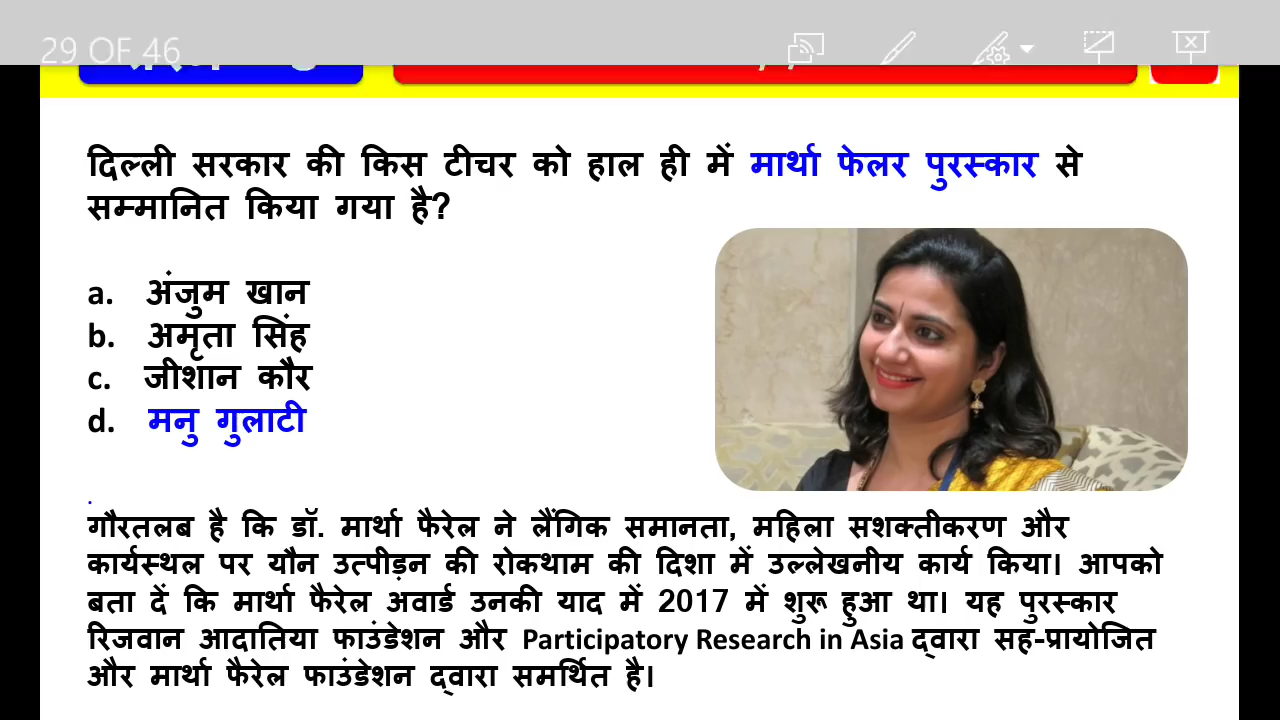 29 OF 46
दिल्ली सरकार की किस टीचर को हाल ही में मार्था फेलर पुरस्कार से
सम्मानित किया गया है?
a. अंजुम खान
b. अमृता सिंह
c. जीशान कौर
d. मनु गुलाटी
.
गौरतलब है कि डॉ. मार्था फैरेल ने लैंगिक समानता, महिला सशक्तीकरण और
कार्यस्थल पर यौन उत्पीड़न की रोकथाम की दिशा में उल्लेखनीय कार्य किया। आपको
बता दें कि मार्था फैरेल अवार्ड उनकी याद में 2017 में शुरू हुआ था। यह पुरस्कार
रिजवान आदातिया फाउंडेशन और Participatory Research in Asia द्वारा सह-प्रायोजित
और मार्था फैरेल फाउंडेशन द्वारा समर्थित है।